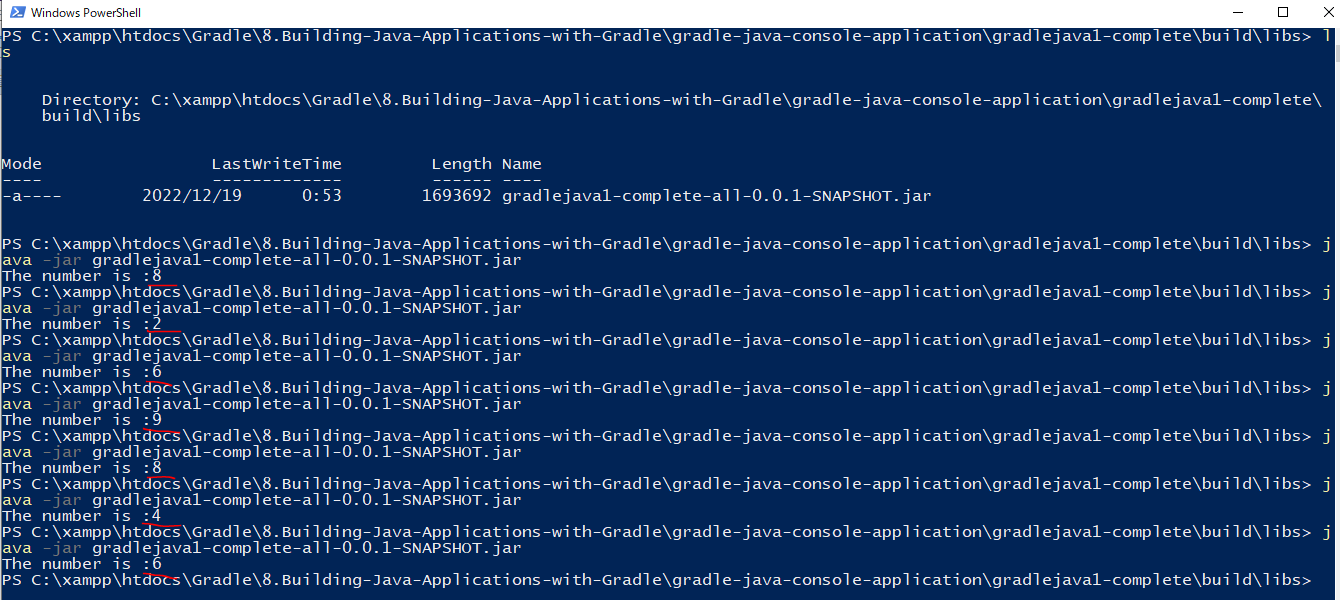 Windows PowerShell
PS C:\xampp\htdocs\Gradle\8.Building-Java-Applications-with-Gradle\gradle-java-console-application\gradlejava1-complete\build\libs> l
s
Directory: C:\xampp\htdocs\Gradle\8.Building-Java-Applications-with-Gradle\gradle-java-console-application\gradlejava1-complete\
build\libs
Mode LastWriteTime Length Name
---- ------------- ------ ----
-a---- 2022/12/19 0:53 1693692 gradlejava1-complete-all-0.0.1-SNAPSHOT.jar
PS C:\xampp\htdocs\Gradle\8.Building-Java-Applications-with-Gradle\gradle-java-console-application\gradlejava1-complete\build\libs> j
ava -jar gradlejava1-complete-all-0.0.1-SNAPSHOT.jar
The number is :8
PS C:\xampp\htdocs\Gradle\8.Building-Java-Applications-with-Gradle\gradle-java-console-application\gradlejava1-complete\build\libs> j
ava -jar gradlejava1-complete-all-0.0.1-SNAPSHOT.jar
The number is :2
PS C:\xampp\htdocs\Gradle\8.Building-Java-Applications-with-Gradle\gradle-java-console-application\gradlejava1-complete\build\libs> j
ava -jar gradlejava1-complete-all-0.0.1-SNAPSHOT.jar
The number is :6
PS C:\xampp\htdocs\Gradle\8.Building-Java-Applications-with-Gradle\gradle-java-console-application\gradlejava1-complete\build\libs> j
ava -jar gradlejava1-complete-all-0.0.1-SNAPSHOT.jar
The number is :9
PS C:\xampp\htdocs\Gradle\8.Building-Java-Applications-with-Gradle\gradle-java-console-application\gradlejava1-complete\build\libs> j
ava -jar gradlejava1-complete-all-0.0.1-SNAPSHOT.jar
The number is :8
PS C:\xampp\htdocs\Gradle\8.Building-Java-Applications-with-Gradle\gradle-java-console-application\gradlejava1-complete\build\libs> j
ava -jar gradlejava1-complete-all-0.0.1-SNAPSHOT.jar
The number is :4
PS C:\xampp\htdocs\Gradle\8.Building-Java-Applications-with-Gradle\gradle-java-console-application\gradlejava1-complete\build\libs> j
ava -jar gradlejava1-complete-all-0.0.1-SNAPSHOT.jar
The number is :6
PS C:\xampp\htdocs\Gradle\8.Building-Java-Applications-with-Gradle\gradle-java-console-application\gradlejava1-complete\build\libs>